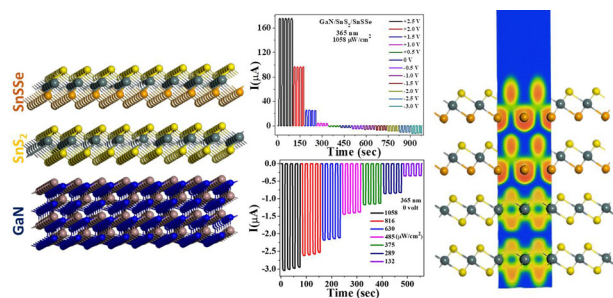 SnSSe
SnS₂
GaN
GaN/SnS₂/SnSSe
365 nm
1058 μW/cm²
+2.5 V
+2.0 V
+1.5 V
+1.0 V
+0.5 V
0 V
-0.5 V
-1.0 V
-1.5 V
-2.0 V
-2.5 V
-3.0 V
I(μA)
160
120
80
40
0
0 150 300 450 600 750 900
Time (sec)
365 nm
0 volt
1058
816
630
485(μW/cm²)
375
289
132
I(μA)
0.0
-0.5
-1.0
-1.5
-2.0
-2.5
-3.0
0 100 200 300 400 500
Time (sec)